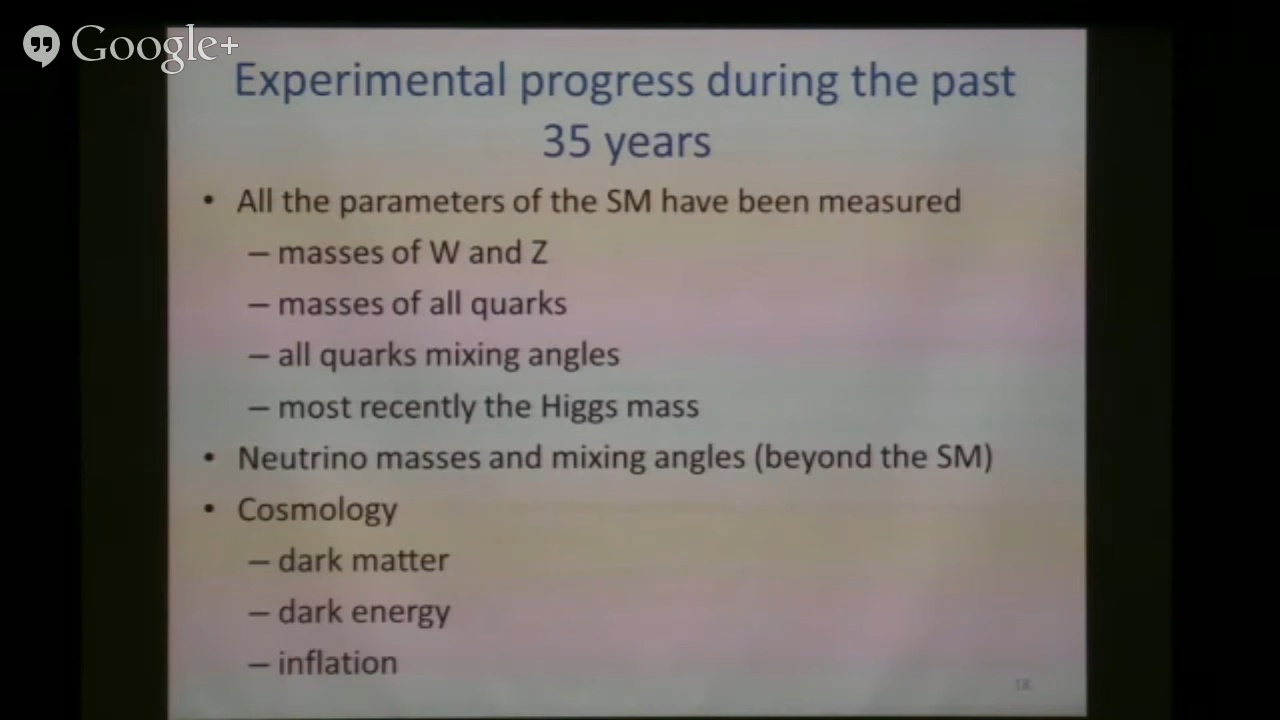 Google+
Experimental progress during the past
35 years
• All the parameters of the SM have been measured
– masses of W and Z
– masses of all quarks
– all quarks mixing angles
– most recently the Higgs mass
• Neutrino masses and mixing angles (beyond the SM)
• Cosmology
– dark matter
– dark energy
– inflation